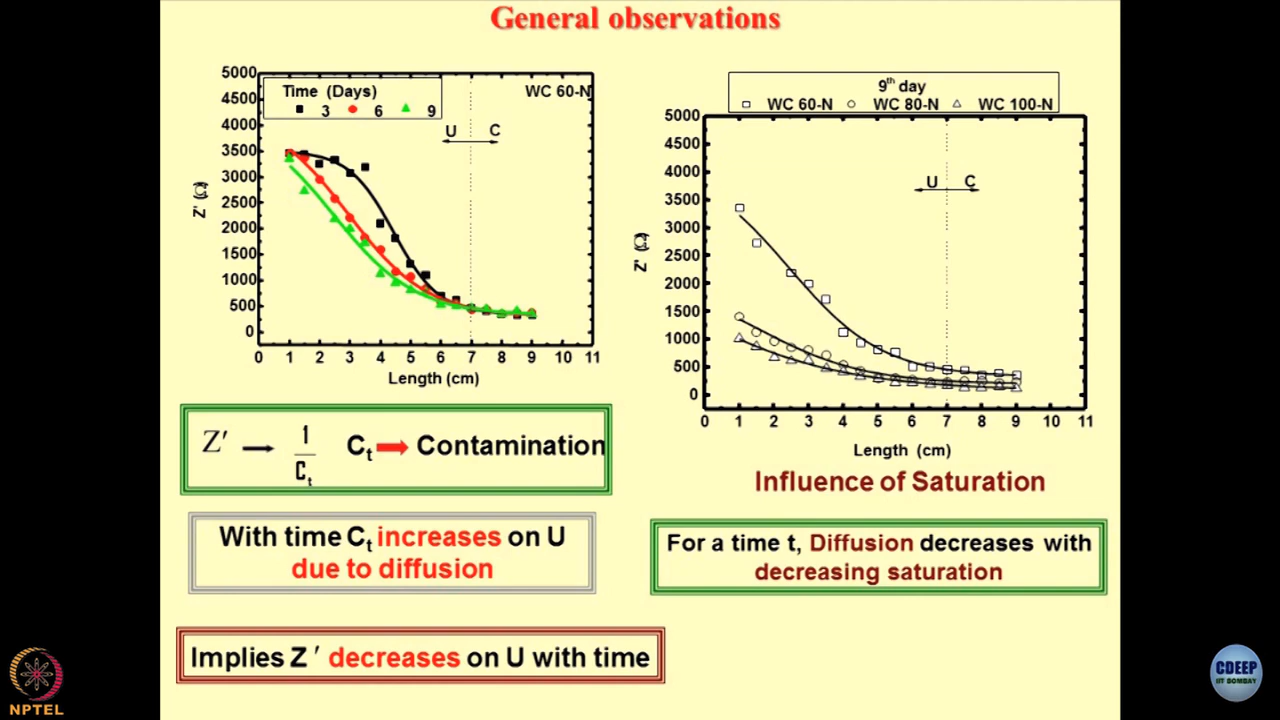 General observations
5000
4500
4000
3500
3000
2500
2000
1500
1000
500
0
Z' (Ω)
Time (Days)
3 6 9
WC 60-N
U C
0 1 2 3 4 5 6 7 8 9 10 11
Length (cm)
Z′ → 1/Ct Ct ➡ Contamination
With time Ct increases on U
due to diffusion
Implies Z ′ decreases on U with time
9th day
WC 60-N WC 80-N WC 100-N
5000
4500
4000
3500
3000
2500
2000
1500
1000
500
0
Z' (Ω)
U C
0 1 2 3 4 5 6 7 8 9 10 11
Length (cm)
Influence of Saturation
For a time t, Diffusion decreases with
decreasing saturation
NPTEL
CDEEP
IIT BOMBAY